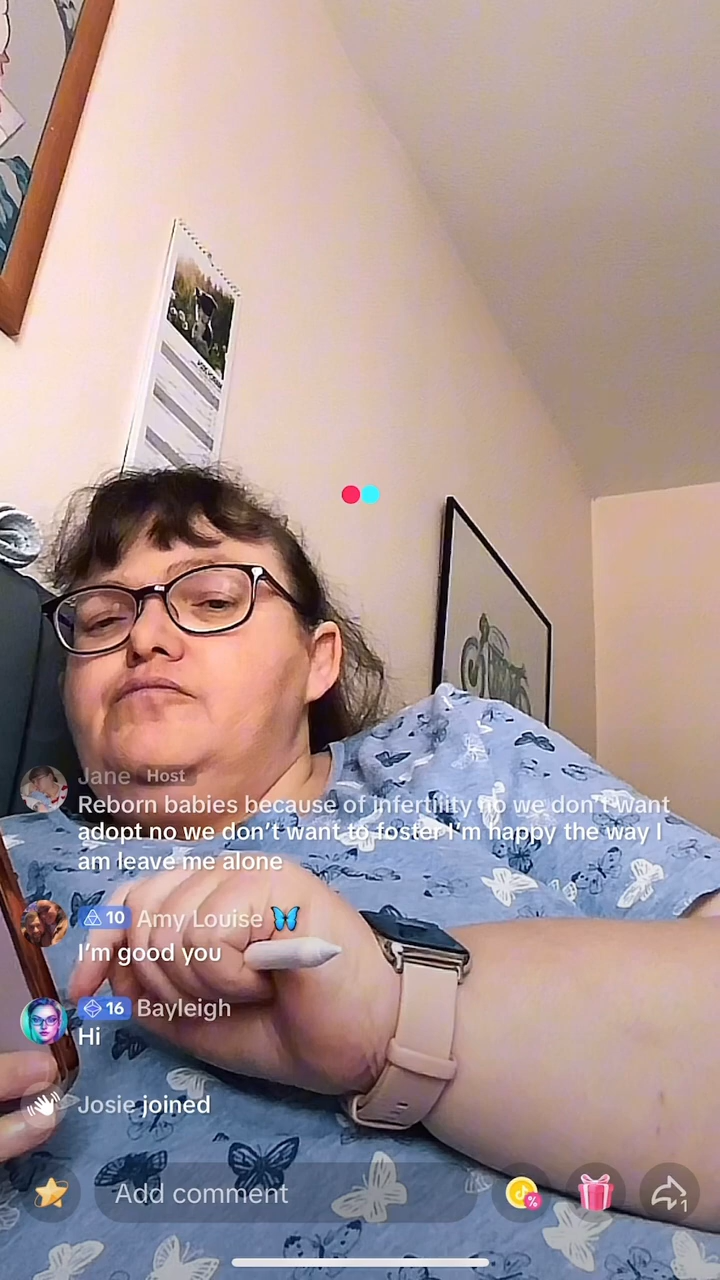 Jane Host
Reborn babies because of infertility no we don't want
adopt no we don't want to foster I'm happy the way I
am leave me alone
10 Amy Louise 🦋
I'm good you
16 Bayleigh
Hi
Josie joined
Add comment
1